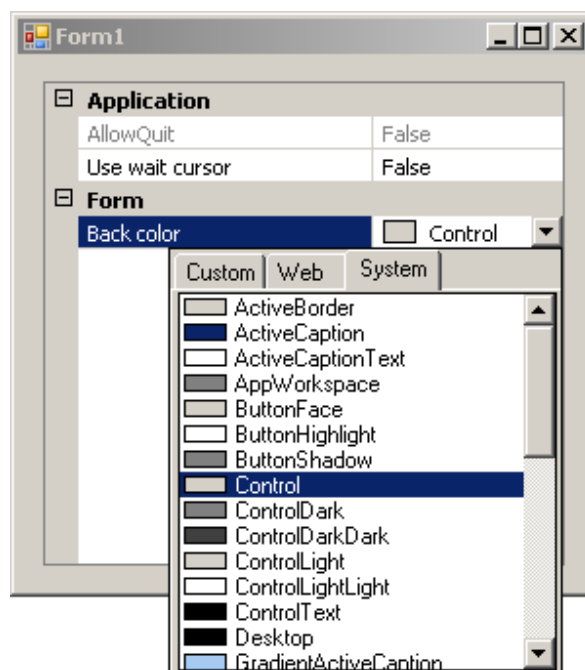 Form1
Application
AllowQuit False
Use wait cursor False
Form
Back color Control
Custom Web System
ActiveBorder
ActiveCaption
ActiveCaptionText
AppWorkspace
ButtonFace
ButtonHighlight
ButtonShadow
Control
ControlDark
ControlDarkDark
ControlLight
ControlLightLight
ControlText
Desktop
GradientActiveCaption